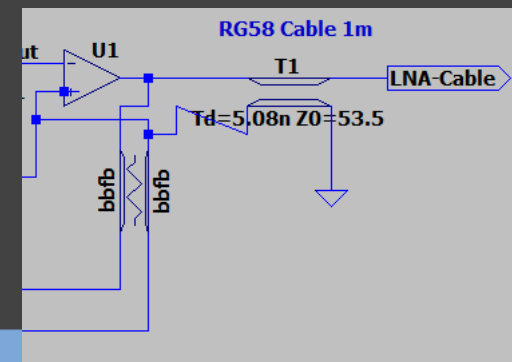 RG58 Cable 1m
ut
U1
T1
LNA-Cable
Td=5.08n Z0=53.5
bbfb
bbfb